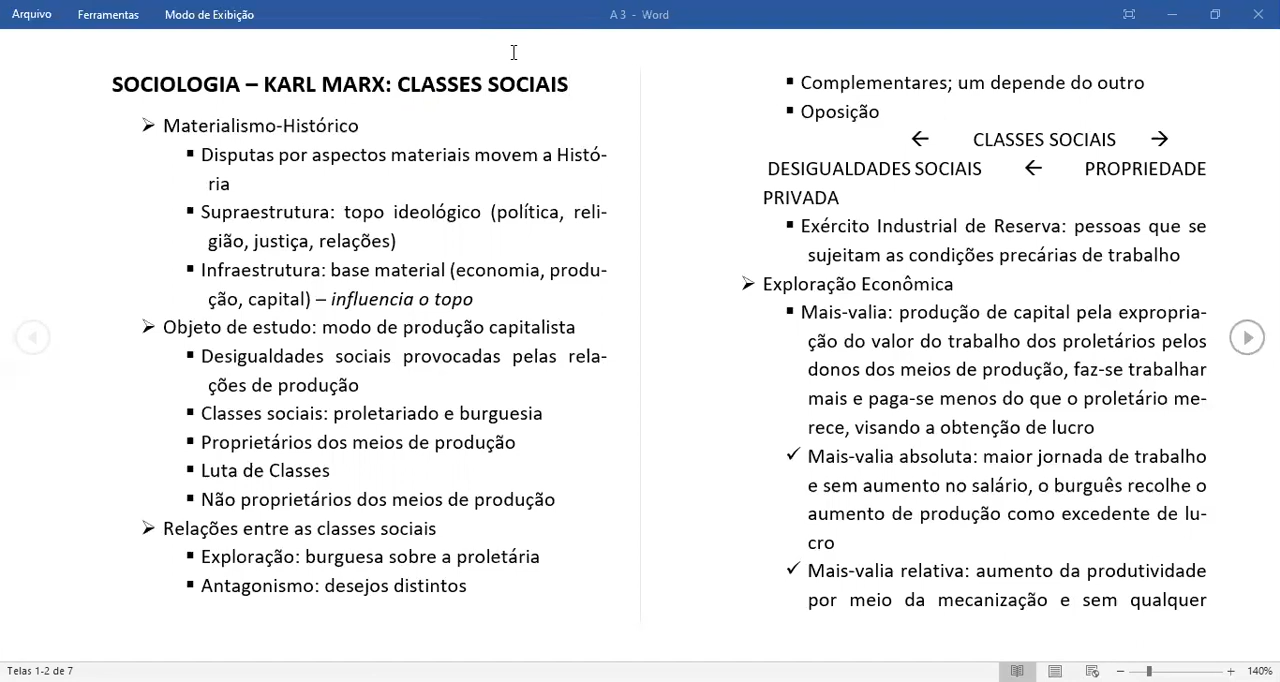 Arquivo Ferramentas Modo de Exibição A 3 - Word
SOCIOLOGIA – KARL MARX: CLASSES SOCIAIS
➢ Materialismo-Histórico
▪ Disputas por aspectos materiais movem a Histó-
ria
▪ Supraestrutura: topo ideológico (política, reli-
gião, justiça, relações)
▪ Infraestrutura: base material (economia, produ-
ção, capital) – influencia o topo
➢ Objeto de estudo: modo de produção capitalista
▪ Desigualdades sociais provocadas pelas rela-
ções de produção
▪ Classes sociais: proletariado e burguesia
▪ Proprietários dos meios de produção
▪ Luta de Classes
▪ Não proprietários dos meios de produção
➢ Relações entre as classes sociais
▪ Exploração: burguesa sobre a proletária
▪ Antagonismo: desejos distintos
▪ Complementares; um depende do outro
▪ Oposição
← CLASSES SOCIAIS →
DESIGUALDADES SOCIAIS ← PROPRIEDADE
PRIVADA
▪ Exército Industrial de Reserva: pessoas que se
sujeitam as condições precárias de trabalho
➢ Exploração Econômica
▪ Mais-valia: produção de capital pela expropria-
ção do valor do trabalho dos proletários pelos
donos dos meios de produção, faz-se trabalhar
mais e paga-se menos do que o proletário me-
rece, visando a obtenção de lucro
✓ Mais-valia absoluta: maior jornada de trabalho
e sem aumento no salário, o burguês recolhe o
aumento de produção como excedente de lu-
cro
✓ Mais-valia relativa: aumento da produtividade
por meio da mecanização e sem qualquer
Telas 1-2 de 7 140%